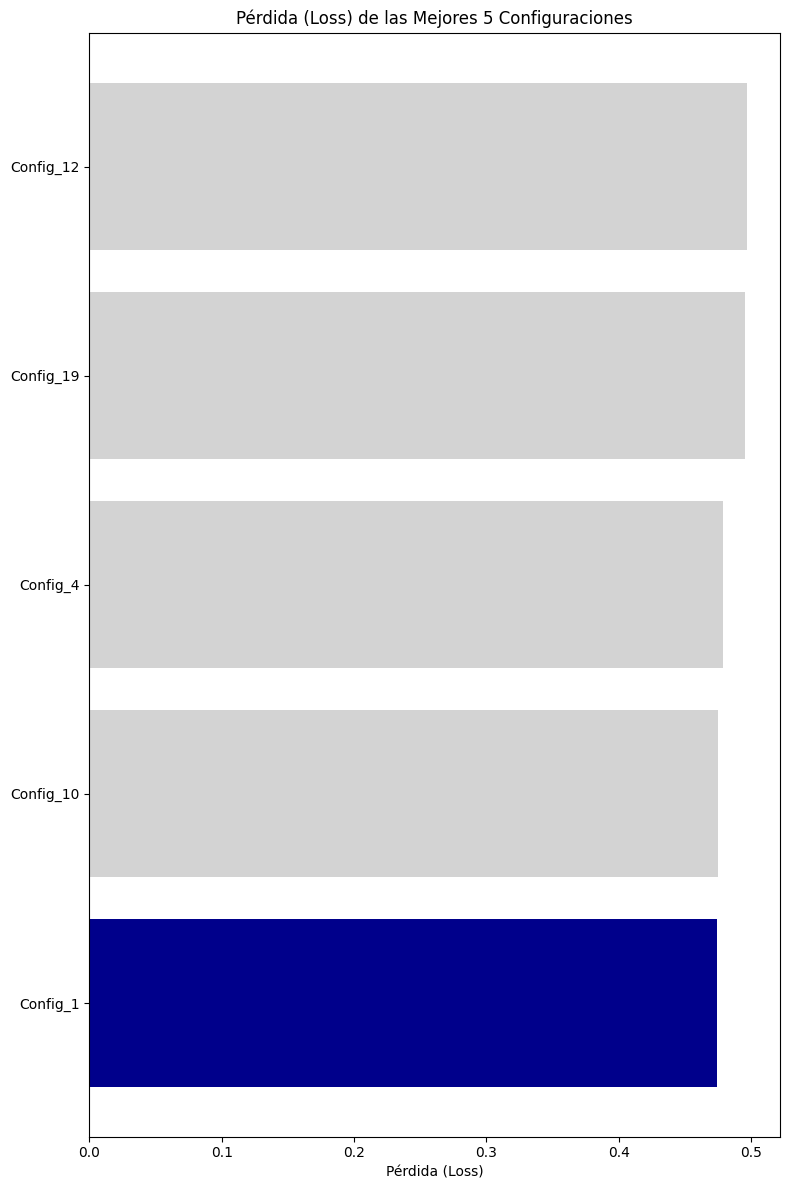 Pérdida (Loss) de las Mejores 5 Configuraciones
Config_12
Config_19
Config_4
Config_10
Config_1
0.0 0.1 0.2 0.3 0.4 0.5
Pérdida (Loss)